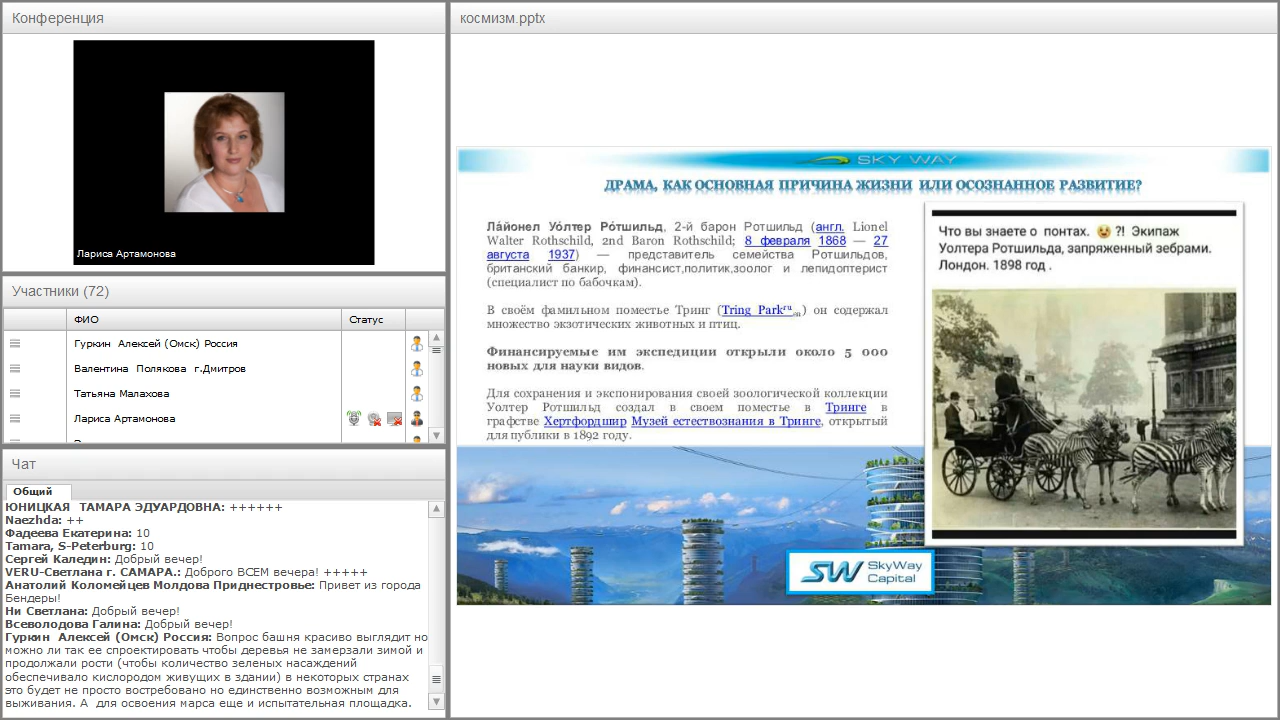 Конференция
Лариса Артамонова
Участники (72)
ФИО
Статус
Гуркин Алексей (Омск) Россия
Валентина Полякова г.Дмитров
Татьяна Малахова
Лариса Артамонова
Чат
Общий
ЮНИЦКАЯ ТАМАРА ЭДУАРДОВНА: ++++++
Naezhda: ++
Фадеева Екатерина: 10
Tamara, S-Peterburg: 10
Сергей Каледин: Добрый вечер!
VERU-Светлана г. САМАРА.: Доброго ВСЕМ вечера! +++++
Анатолий Коломейцев Молдова Приднестровье: Привет из города
Бендеры!
Ни Светлана: Добрый вечер!
Всеволодова Галина: Добрый вечер!
Гуркин Алексей (Омск) Россия: Вопрос башня красиво выглядит но
можно ли так ее спроектировать чтобы деревья не замерзали зимой и
продолжали рости (чтобы количество зеленых насаждений
обеспечивало кислородом живущих в здании) в некоторых странах
это будет не просто востребовано но единственно возможным для
выживания. А для освоения марса еще и испытательная площадка.
космизм.pptx
SKY WAY
ДРАМА, КАК ОСНОВНАЯ ПРИЧИНА ЖИЗНИ ИЛИ ОСОЗНАННОЕ РАЗВИТИЕ?
Ла́йонел Уо́лтер Ро́тшильд, 2-й барон Ротшильд (англ. Lionel
Walter Rothschild, 2nd Baron Rothschild; 8 февраля 1868 — 27
августа 1937) — представитель семейства Ротшильдов,
британский банкир, финансист,политик,зоолог и лепидоптерист
(специалист по бабочкам).
В своём фамильном поместье Тринг (Tring Parkru en) он содержал
множество экзотических животных и птиц.
Финансируемые им экспедиции открыли около 5 000
новых для науки видов.
Для сохранения и экспонирования своей зоологической коллекции
Уолтер Ротшильд создал в своем поместье в Тринге в
графстве Хертфордшир Музей естествознания в Тринге, открытый
для публики в 1892 году.
Что вы знаете о понтах. ?! Экипаж
Уолтера Ротшильда, запряженный зебрами.
Лондон. 1898 год .
SW SkyWay
Capital